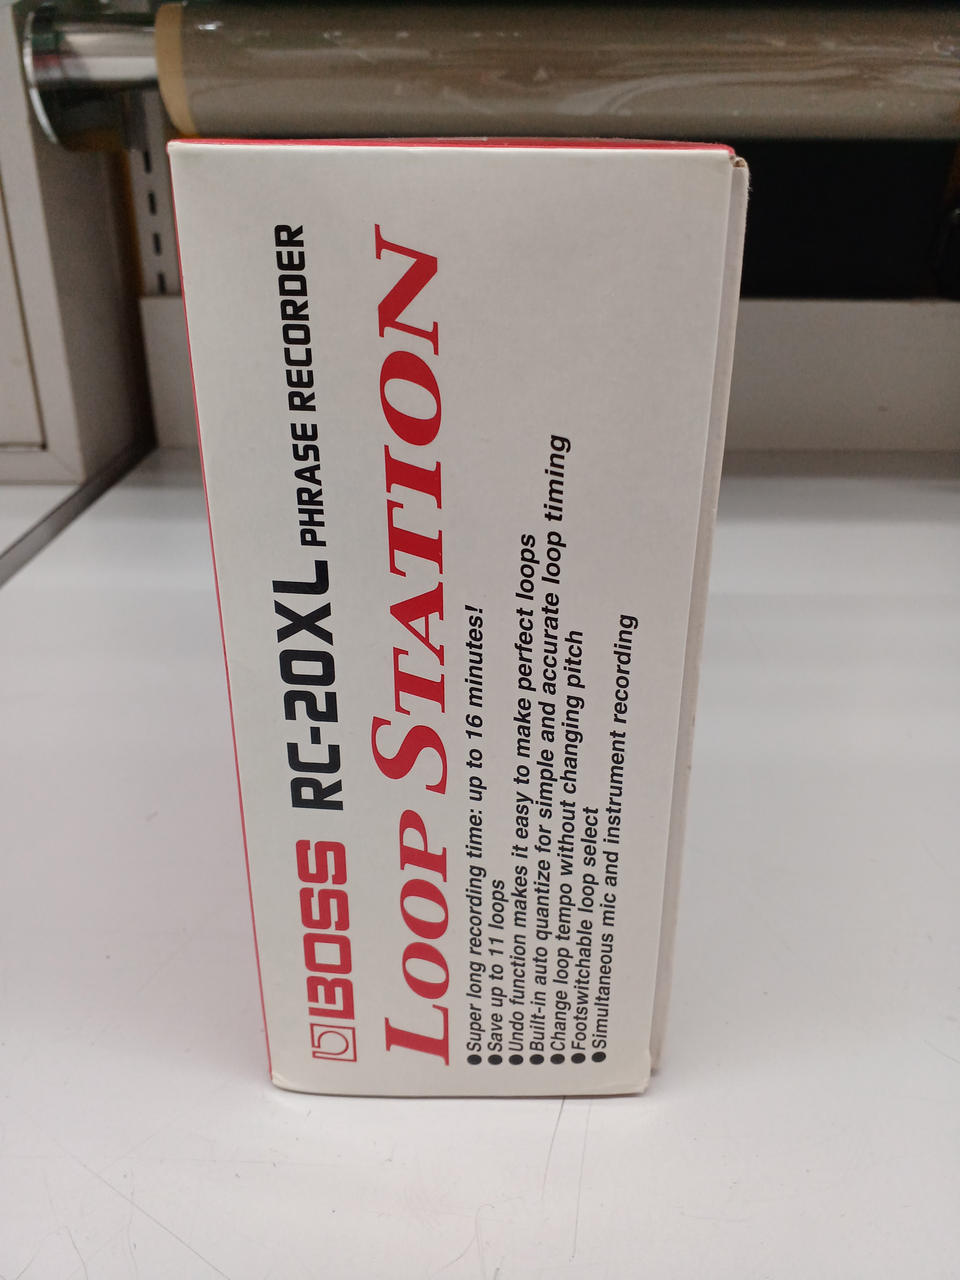 BOSS RC-20XL PHRASE RECORDER
LOOP STATION
●Super long recording time: up to 16 minutes!
●Save up to 11 loops
●Undo function makes it easy to make perfect loops
●Built-in auto quantize for simple and accurate loop timing
●Change loop tempo without changing pitch
●Footswitchable loop select
●Simultaneous mic and instrument recording